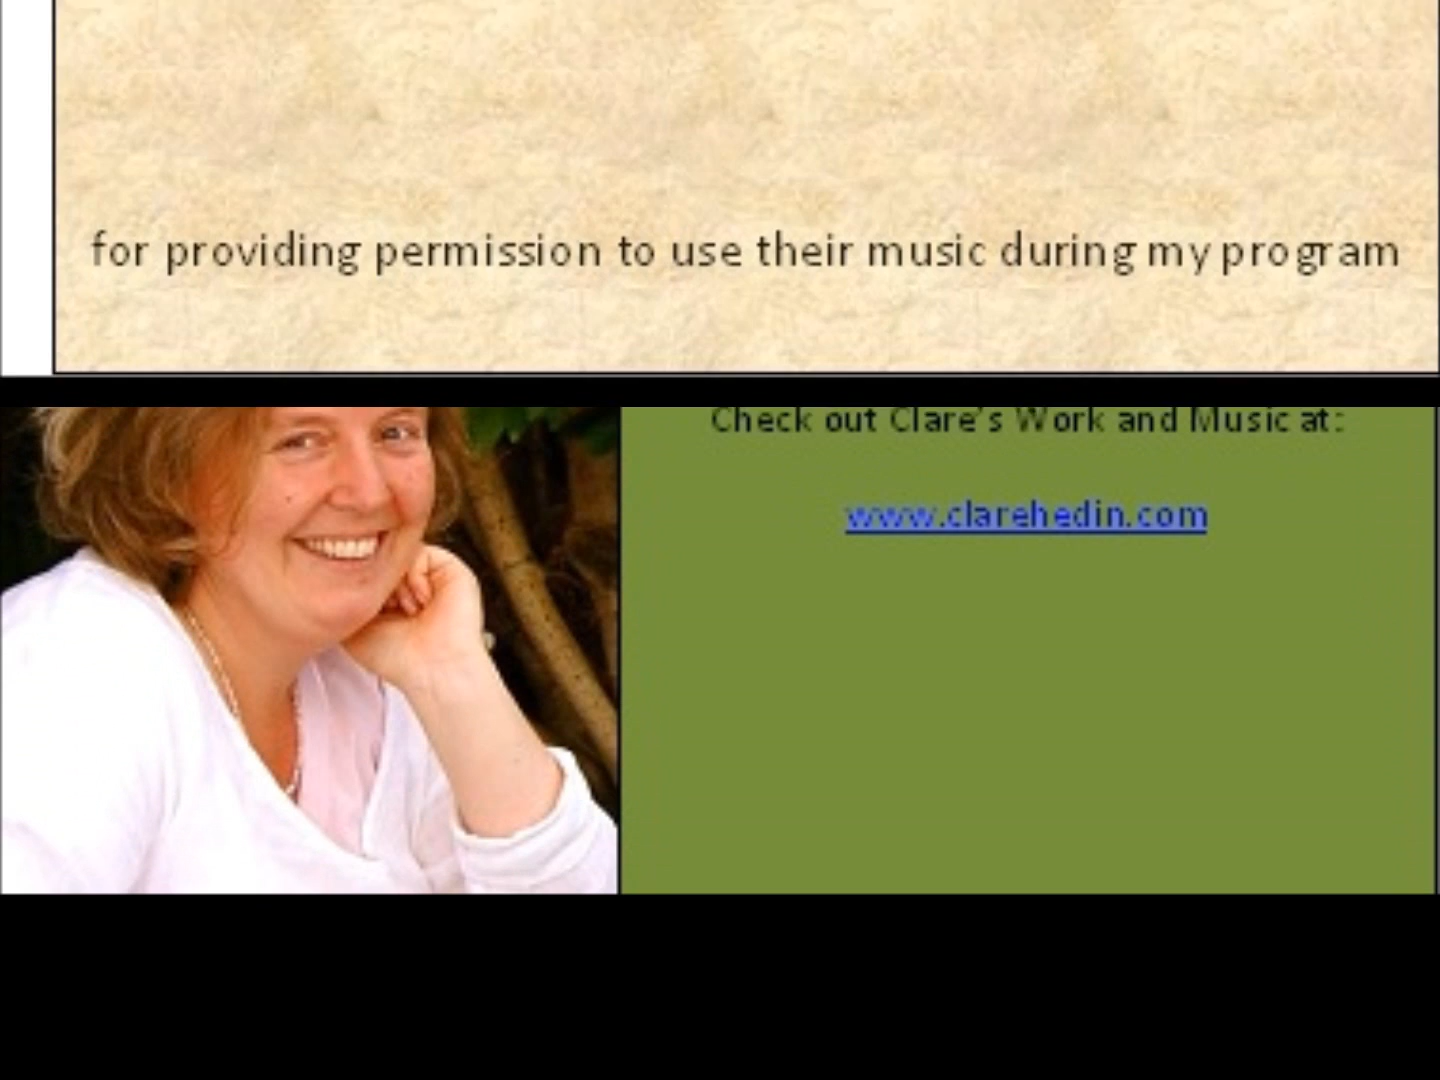 for providing permission to use their music during my program
Check out Clare's Work and Music at:
www.clarehedin.com